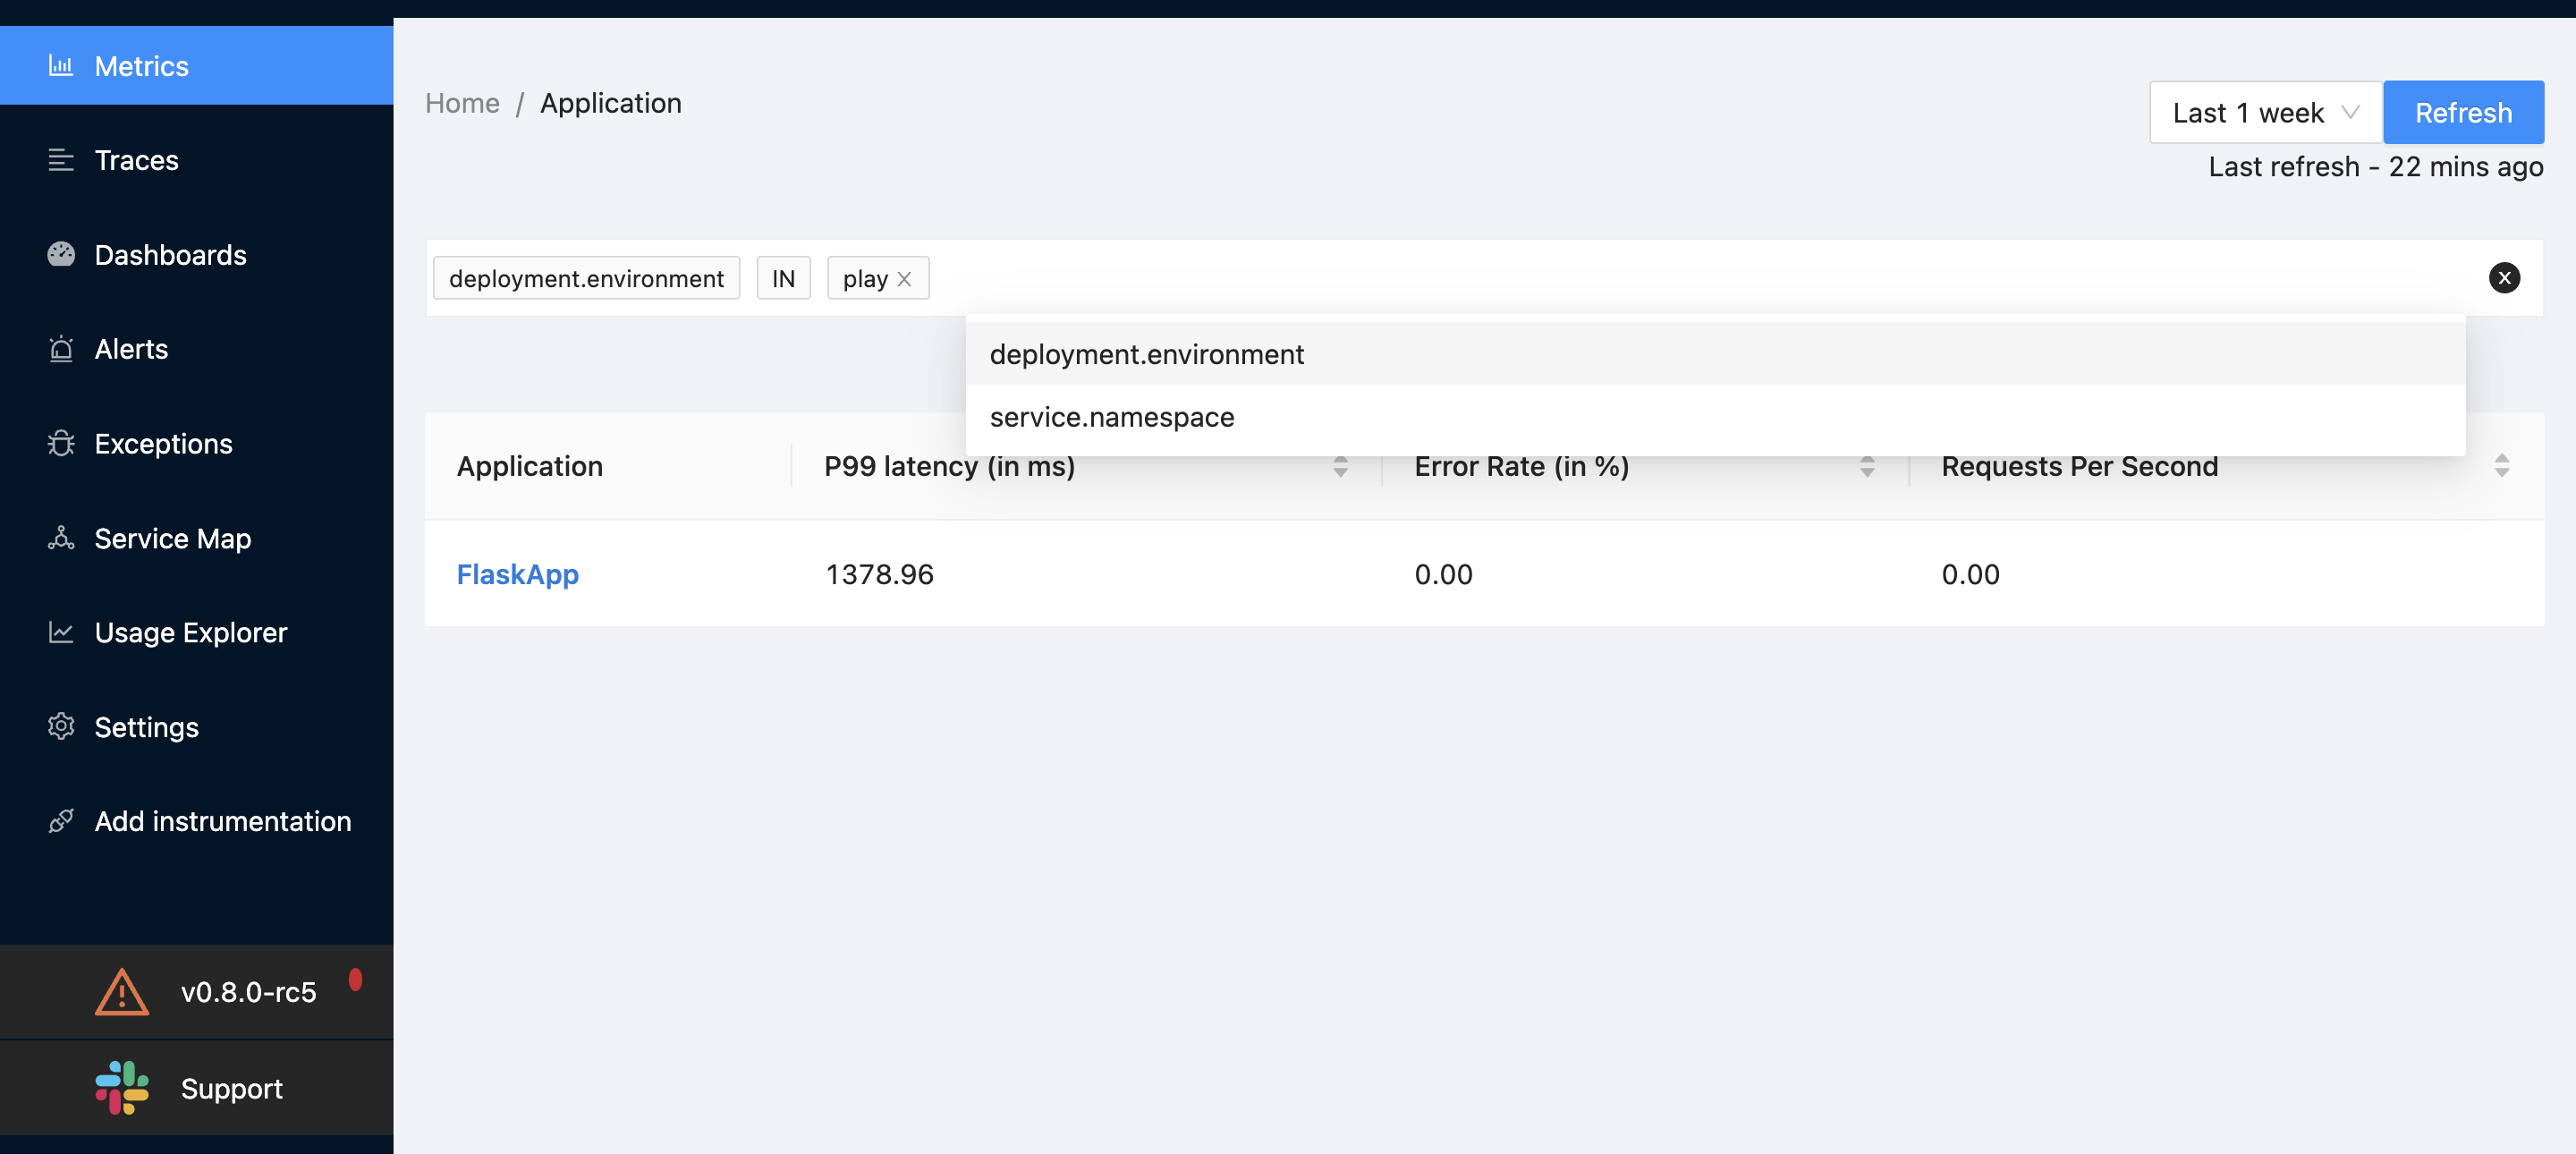 Metrics
Traces
Dashboards
Alerts
Exceptions
Service Map
Usage Explorer
Settings
Add instrumentation
v0.8.0-rc5
Support
Home / Application
Last 1 week
Refresh
Last refresh - 22 mins ago
deployment.environment IN play
deployment.environment
service.namespace
Application P99 latency (in ms) Error Rate (in %) Requests Per Second
FlaskApp 1378.96 0.00 0.00